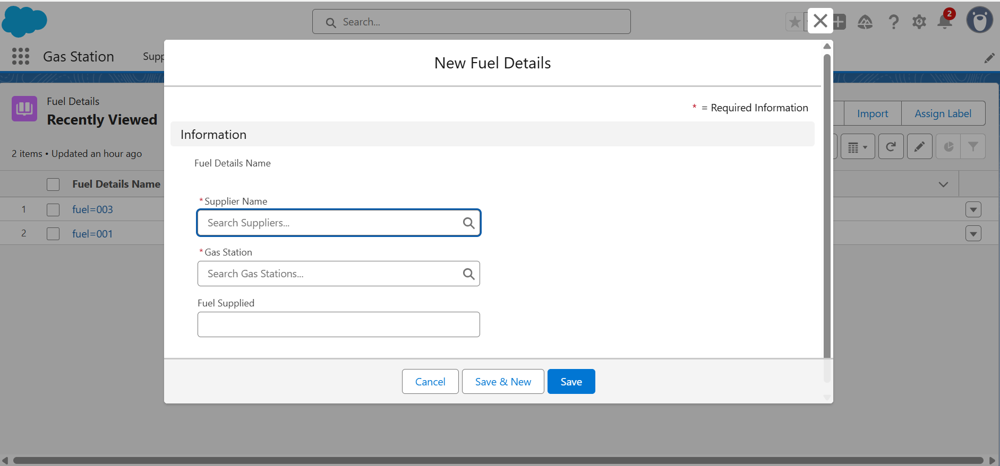 Search...
2
Gas Station
Supp
New Fuel Details
* = Required Information
Fuel Details
Recently Viewed
Import
Assign Label
Information
2 items • Updated an hour ago
Fuel Details Name
Fuel Details Name
*Supplier Name
Search Suppliers...
1
fuel=003
2
fuel=001
*Gas Station
Search Gas Stations...
Fuel Supplied
Cancel
Save & New
Save